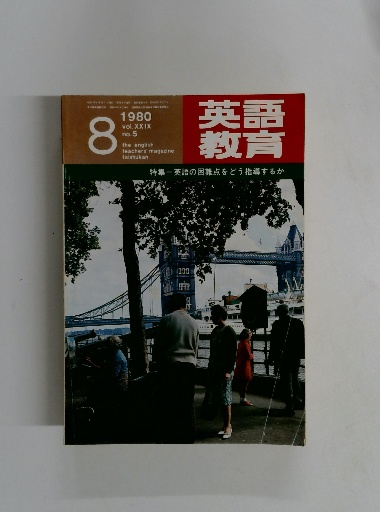 8
1980
vol.XXIX
no.5
the english
teachers' magazine
taishukan
英語
教育
特集－英語の困難点をどう指導するか